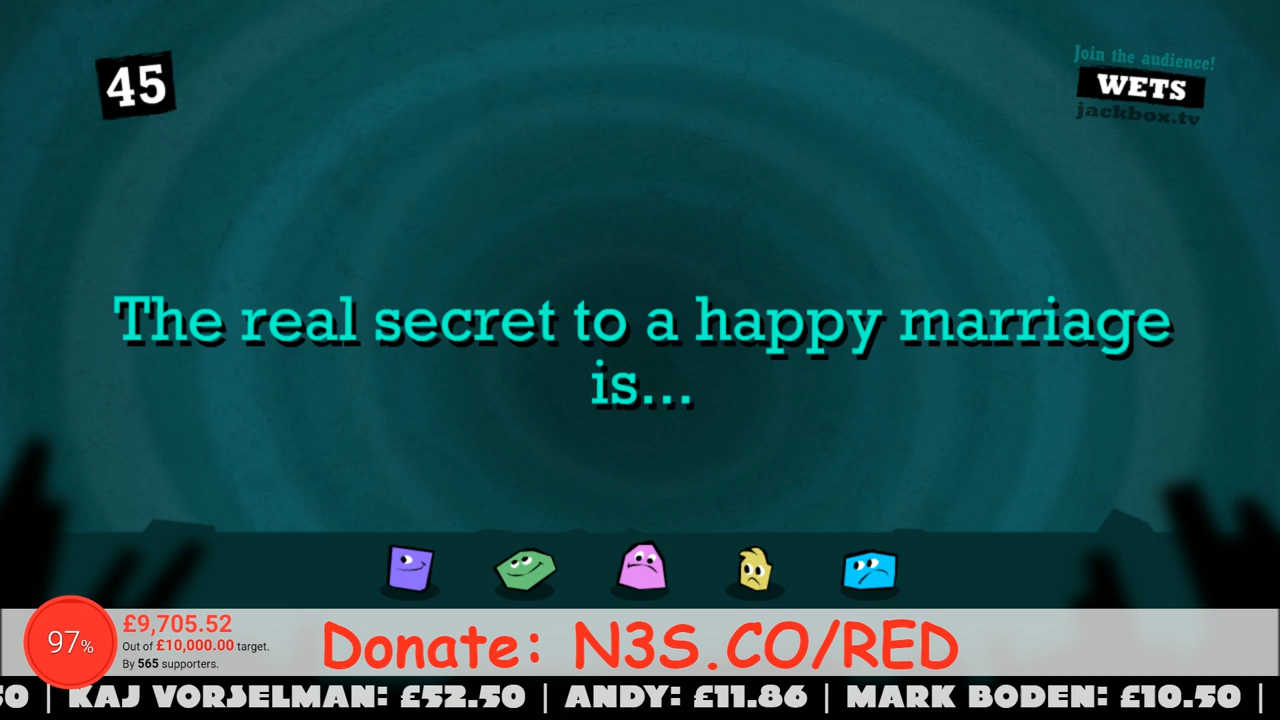 45
Join the audience!
WETS
jackbox.tv
The real secret to a happy marriage
is...
97%
£9,705.52
Out of £10,000.00 target.
By 565 supporters.
Donate: N3S.CO/RED
50 | KAJ VORSELMAN: £52.50 | ANDY: £11.86 | MARK BODEN: £10.50 |